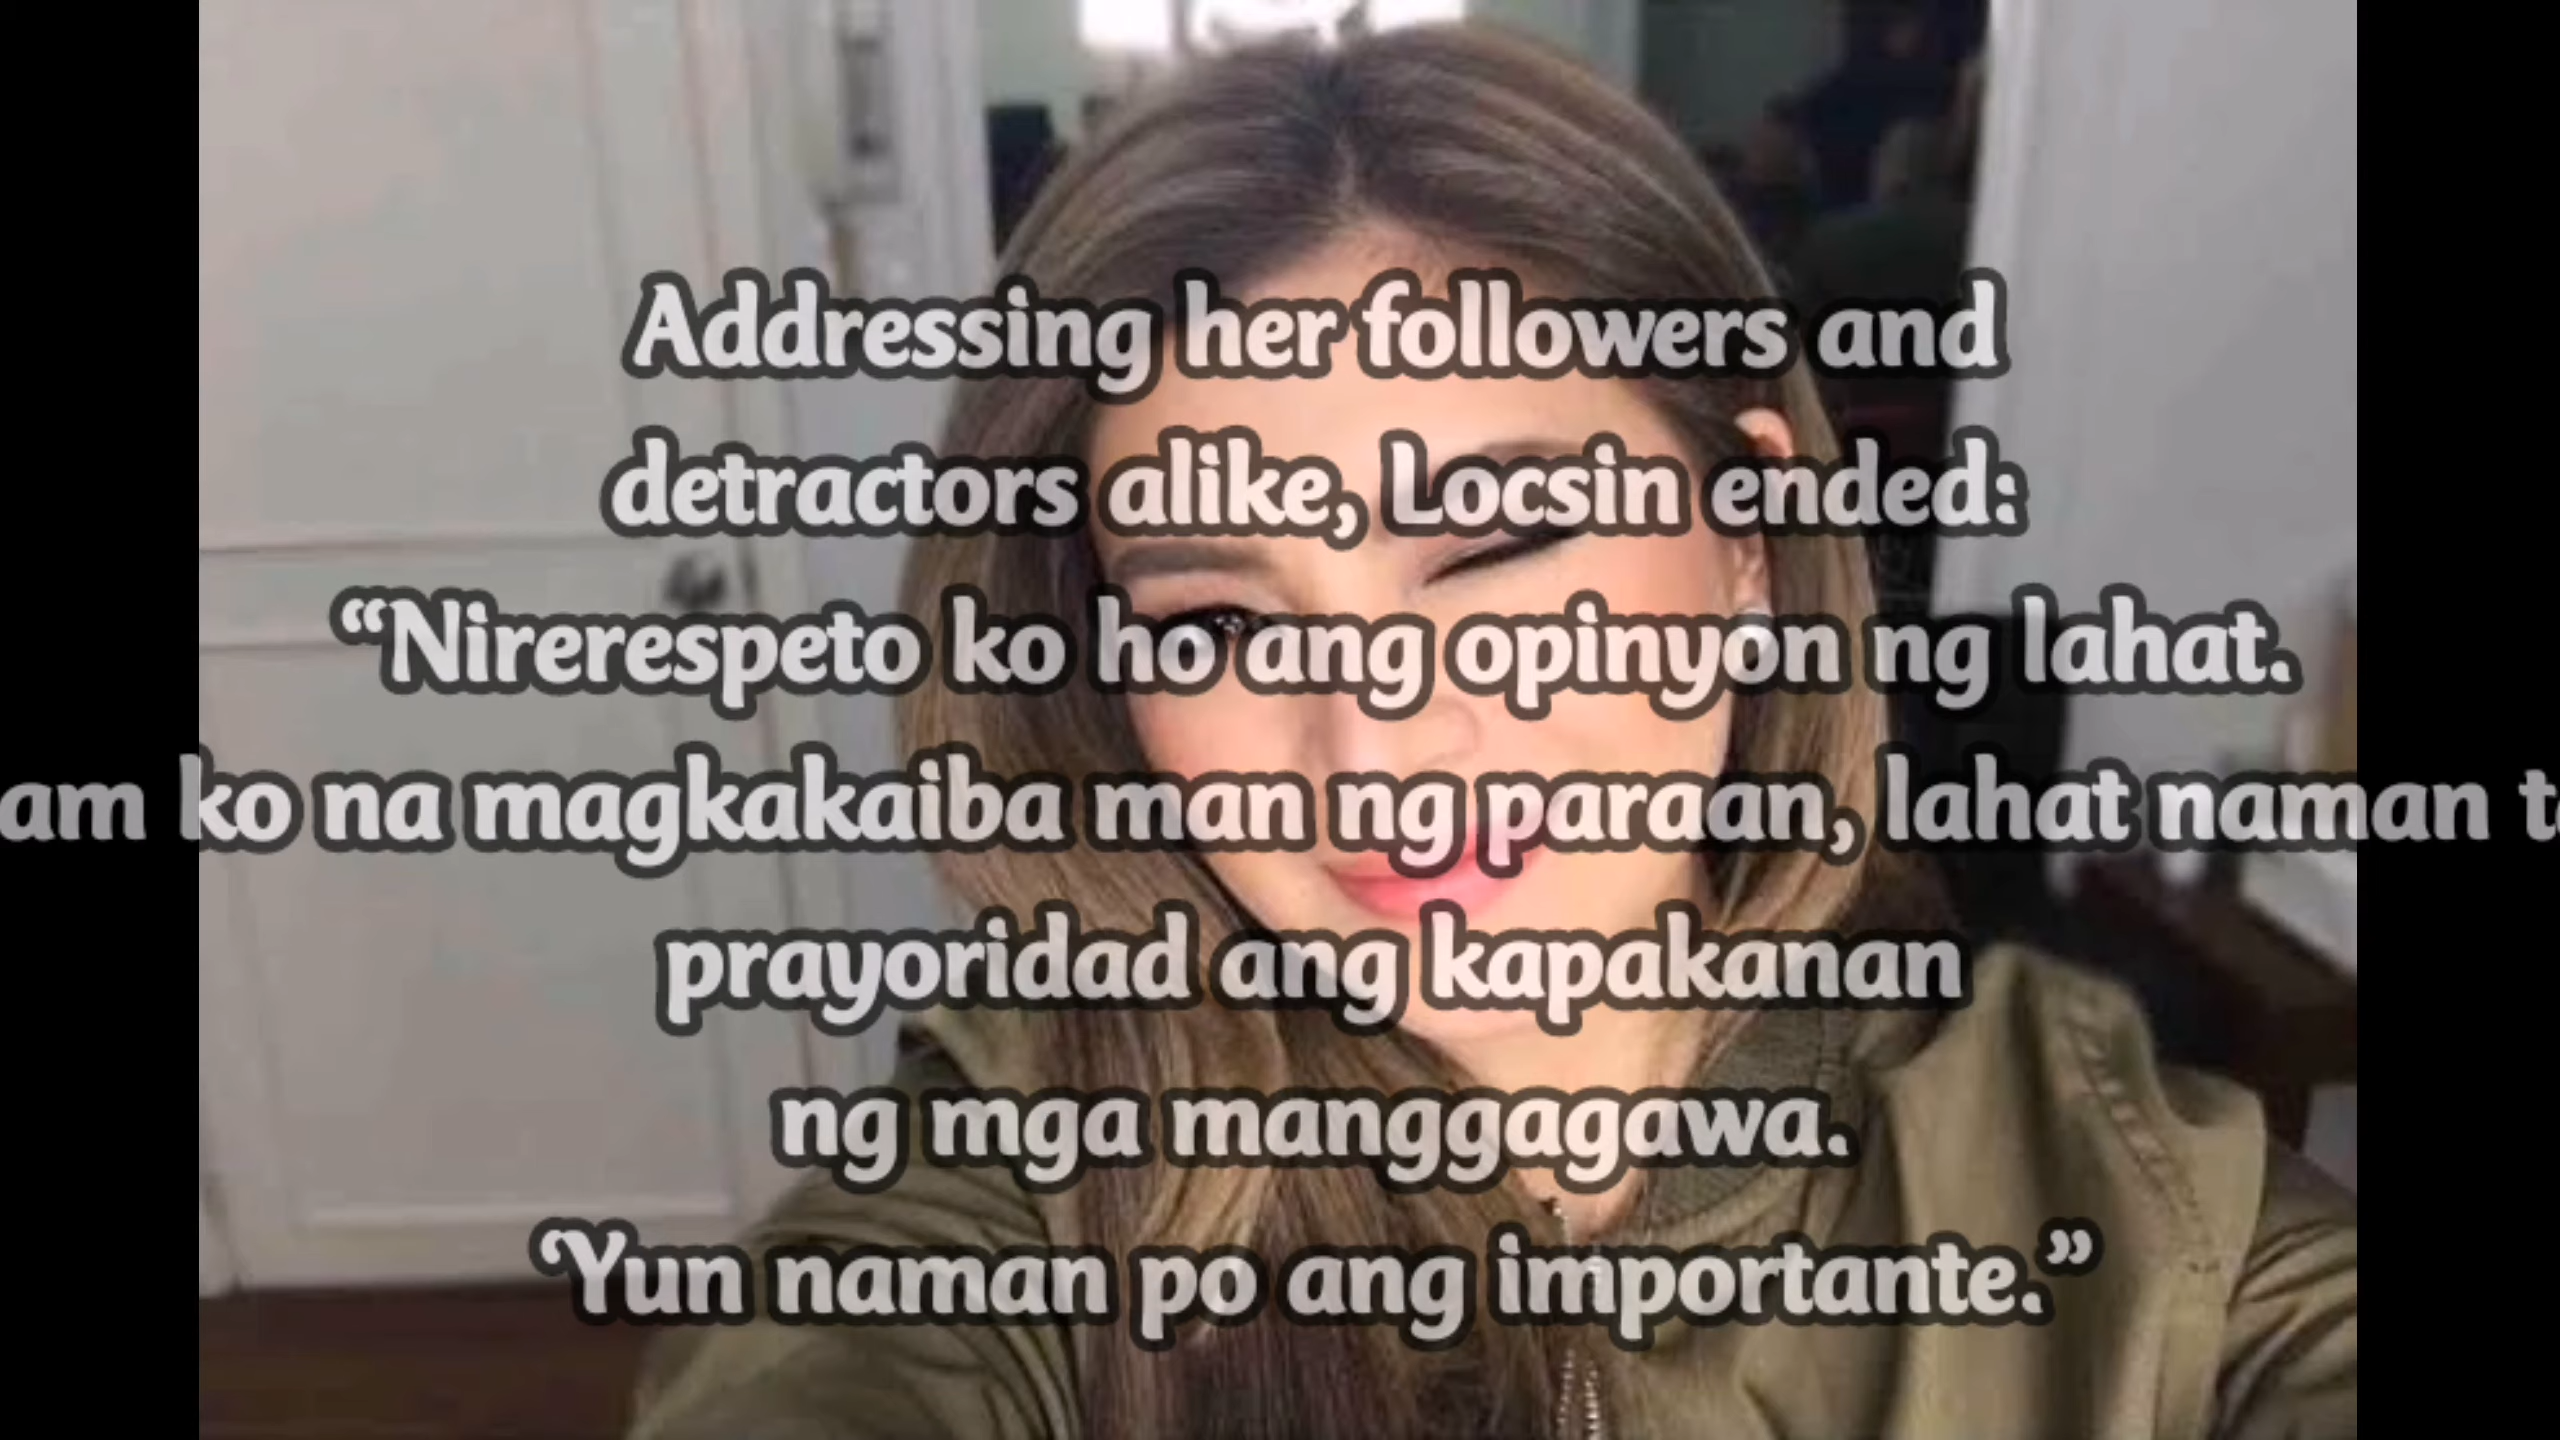 Addressing her followers and
detractors alike, Locsin ended:
“Nirerespeto ko ho ang opinyon ng lahat.
am ko na magkakaiba man ng paraan, lahat naman
prayoridad ang kapakanan
ng mga manggagawa.
‘Yun naman po ang importante.”